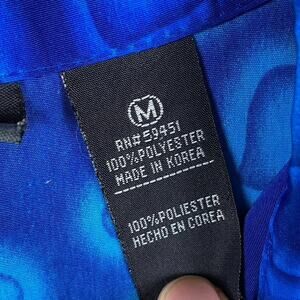 M
RN#59451
100%POLYESTER
MADE IN KOREA
100%POLIESTER
HECHO EN COREA